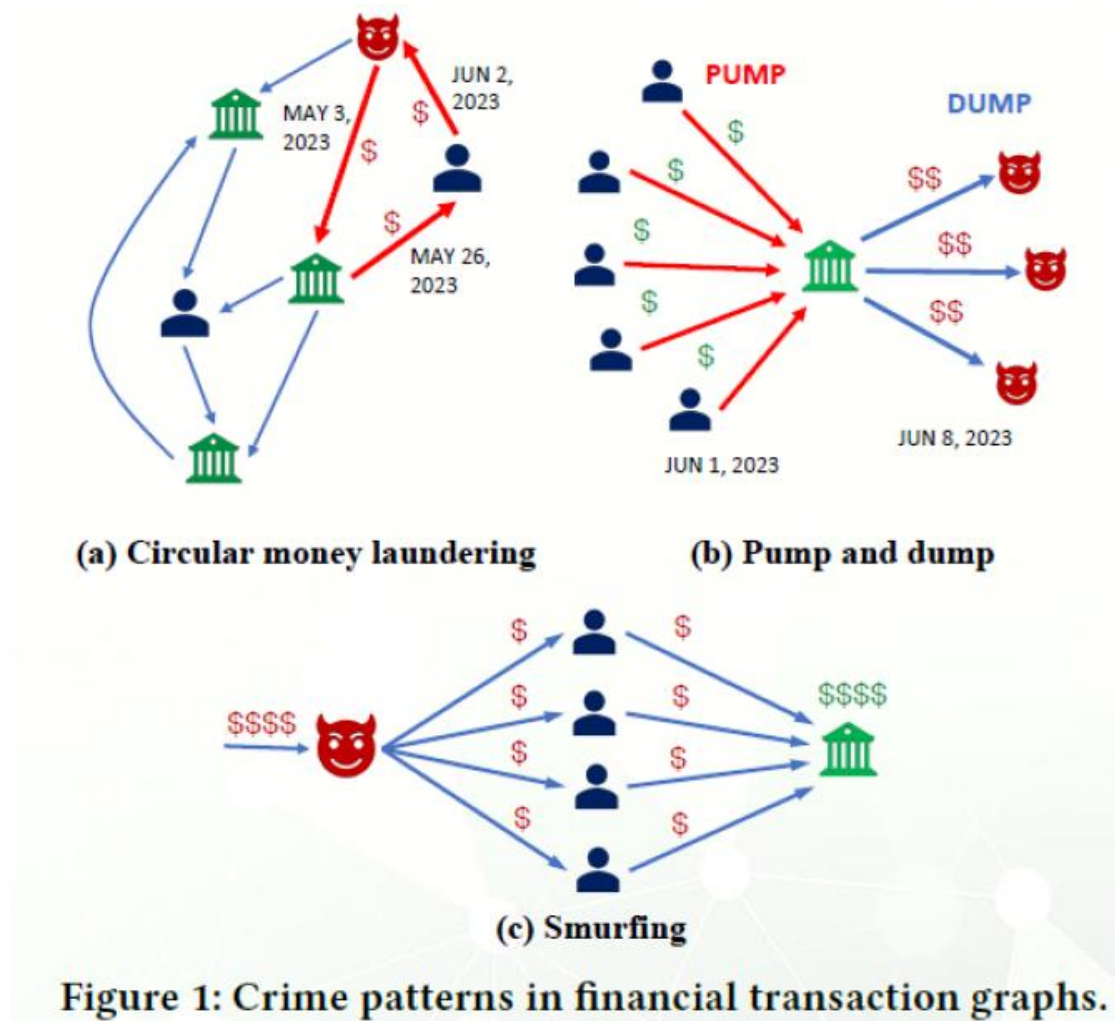 MAY 3,
2023
$
$
JUN 2,
2023
$
MAY 26,
2023
(a) Circular money laundering
PUMP
$
$
$
$
$
JUN 1, 2023
DUMP
$$
$$
$$
JUN 8, 2023
(b) Pump and dump
$$$$
$
$
$
$
$
$
$
$
$$$$
(c) Smurfing
Figure 1: Crime patterns in financial transaction graphs.